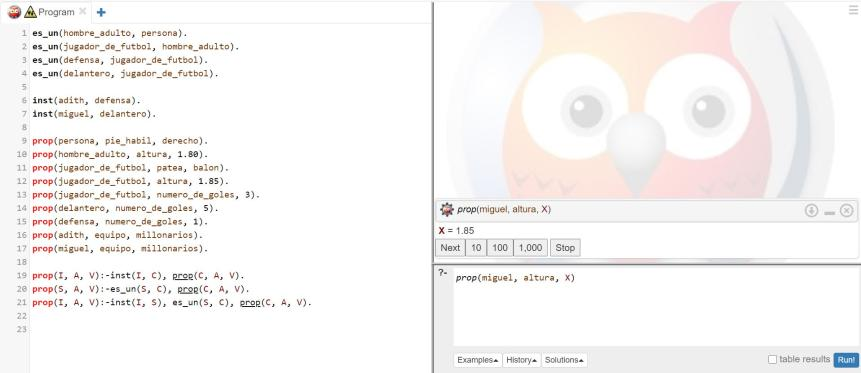 Program
1 es_un(hombre_adulto, persona).
2 es_un(jugador_de_futbol, hombre_adulto).
3 es_un(defensa, jugador_de_futbol).
4 es_un(delantero, jugador_de_futbol).
5
6 inst(adith, defensa).
7 inst(miguel, delantero).
8
9 prop(persona, pie_habil, derecho).
10 prop(hombre_adulto, altura, 1.80).
11 prop(jugador_de_futbol, patea, balon).
12 prop(jugador_de_futbol, altura, 1.85).
13 prop(jugador_de_futbol, numero_de_goles, 3).
14 prop(delantero, numero_de_goles, 5).
15 prop(defensa, numero_de_goles, 1).
16 prop(adith, equipo, millonarios).
17 prop(miguel, equipo, millonarios).
18
19 prop(I, A, V):-inst(I, C), prop(C, A, V).
20 prop(S, A, V):-es_un(S, C), prop(C, A, V).
21 prop(I, A, V):-inst(I, S), es_un(S, C), prop(C, A, V).
22
23
prop(miguel, altura, X)
X = 1.85
Next 10 100 1,000 Stop
?- prop(miguel, altura, X)
Examples History Solutions table results Run!